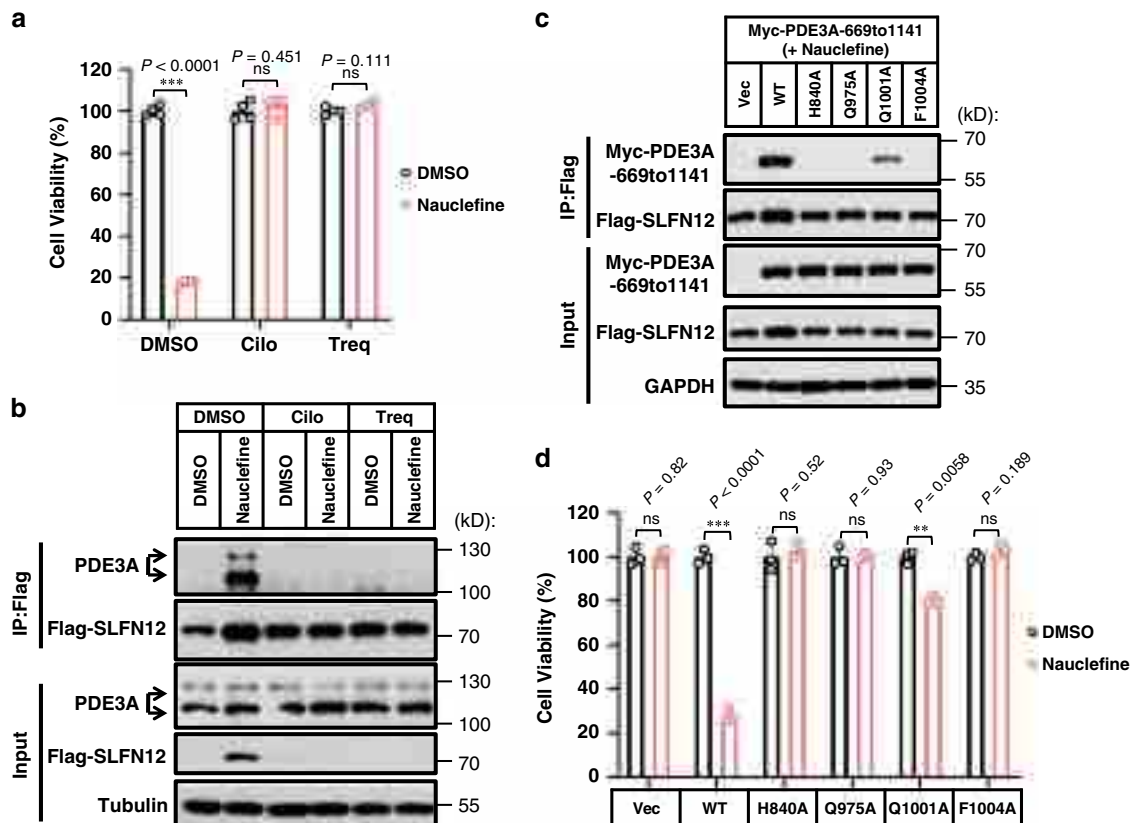 a
P < 0.0001
P = 0.451
P = 0.111
***
ns
ns
120
100
80
60
40
20
0
Cell Viability (%)
DMSO
Nauclefine
DMSO
Cilo
Treq
b
DMSO
Cilo
Treq
DMSO
Nauclefine
DMSO
Nauclefine
DMSO
Nauclefine
(kD):
IP:Flag
PDE3A
130
100
Flag-SLFN12
70
Input
PDE3A
130
100
Flag-SLFN12
70
Tubulin
55
c
Myc-PDE3A-669to1141
(+ Nauclefine)
Vec
WT
H840A
Q975A
Q1001A
F1004A
(kD):
IP:Flag
Myc-PDE3A
-669to1141
70
55
Flag-SLFN12
70
Input
Myc-PDE3A
-669to1141
70
55
Flag-SLFN12
70
GAPDH
35
d
P = 0.82
P < 0.0001
P = 0.52
P = 0.93
P = 0.0058
P = 0.189
ns
***
ns
ns
**
ns
120
100
80
60
40
20
0
Cell Viability (%)
DMSO
Nauclefine
Vec
WT
H840A
Q975A
Q1001A
F1004A